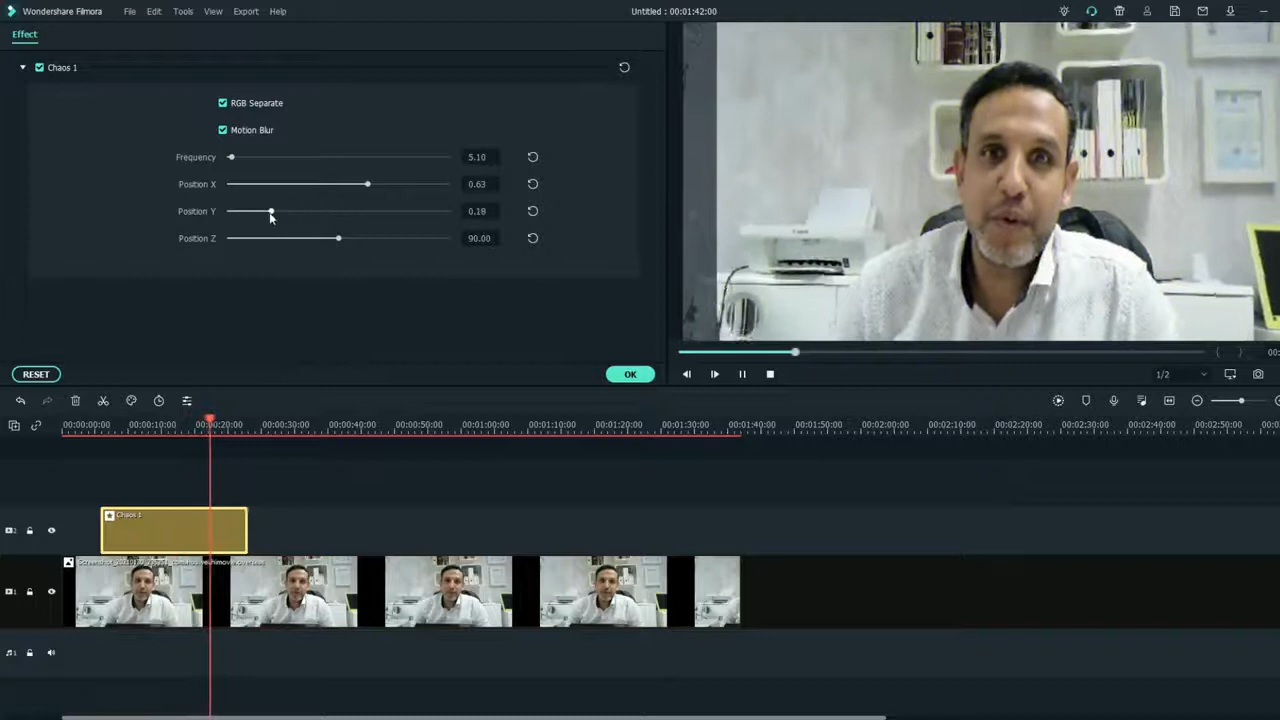 Wondershare Filmora File Edit Tools View Export Help Untitled : 00:01:42:00
Effect
Chaos 1
RGB Separate
Motion Blur
Frequency 5.10
Position X 0.63
Position Y 0.18
Position Z 90.00
RESET OK
1/2
00:00:00:00 00:00:10:00 00:00:20:00 00:00:30:00 00:00:40:00 00:00:50:00 00:01:00:00 00:01:10:00 00:01:20:00 00:01:30:00 00:01:40:00 00:01:50:00 00:02:00:00 00:02:10:00 00:02:20:00 00:02:30:00 00:02:40:00 00:02:50:00
2 Chaos 1
1
1